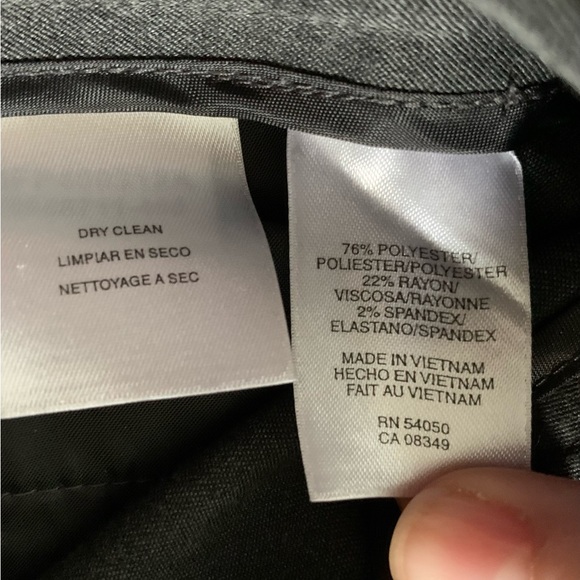 DRY CLEAN
LIMPIAR EN SECO
NETTOYAGE A SEC
76% POLYESTER/
POLIESTER/POLYESTER
22% RAYON/
VISCOSA/RAYONNE
2% SPANDEX/
ELASTANO/SPANDEX
MADE IN VIETNAM
HECHO EN VIETNAM
FAIT AU VIETNAM
RN 54050
CA 08349